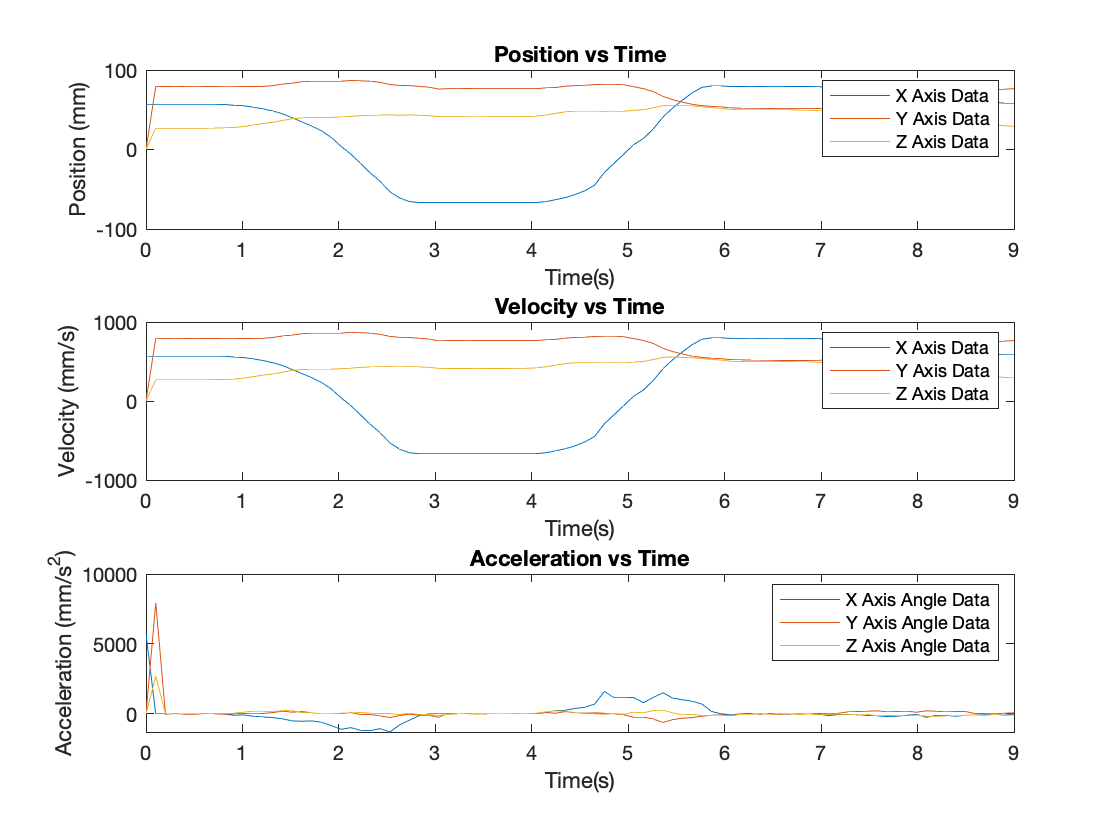 Position vs Time
Position (mm)
100
0
-100
X Axis Data
Y Axis Data
Z Axis Data
0 1 2 3 4 5 6 7 8 9
Time(s)
Velocity vs Time
Velocity (mm/s)
1000
0
-1000
X Axis Data
Y Axis Data
Z Axis Data
0 1 2 3 4 5 6 7 8 9
Time(s)
Acceleration vs Time
Acceleration (mm/s²)
10000
5000
0
X Axis Angle Data
Y Axis Angle Data
Z Axis Angle Data
0 1 2 3 4 5 6 7 8 9
Time(s)